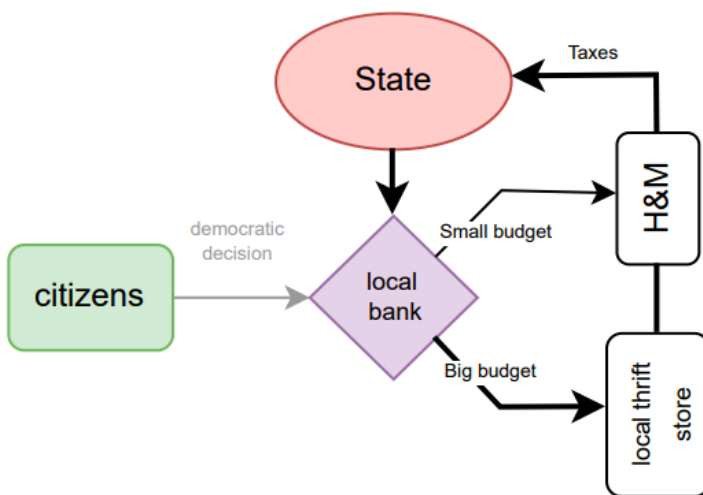 Taxes
State
H&M
democratic
decision
Small budget
citizens
local
bank
Big budget
local thrift
store